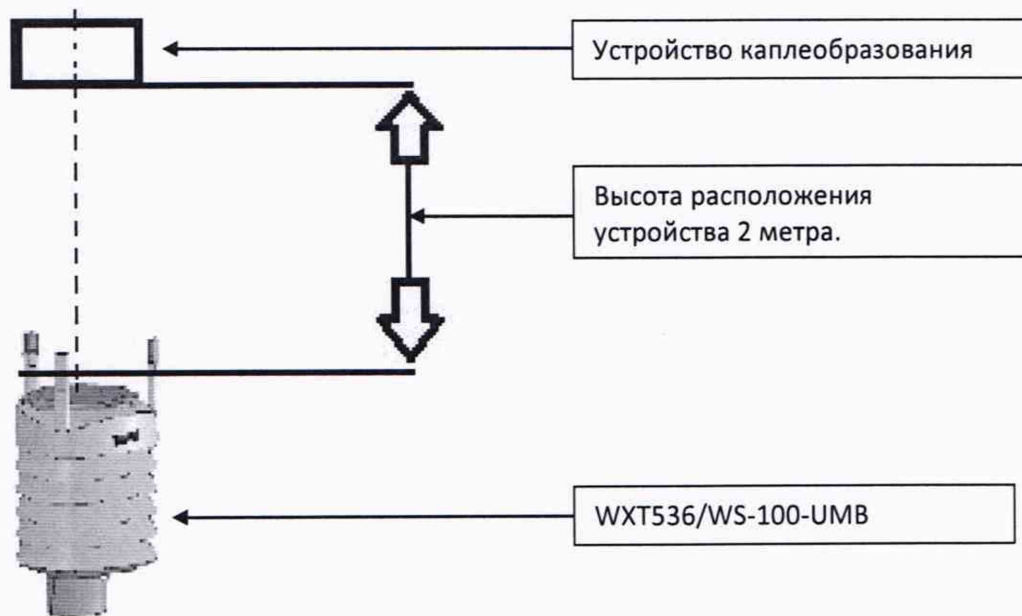 Устройство каплеобразования
Высота расположения
устройства 2 метра.
WXT536/WS-100-UMB